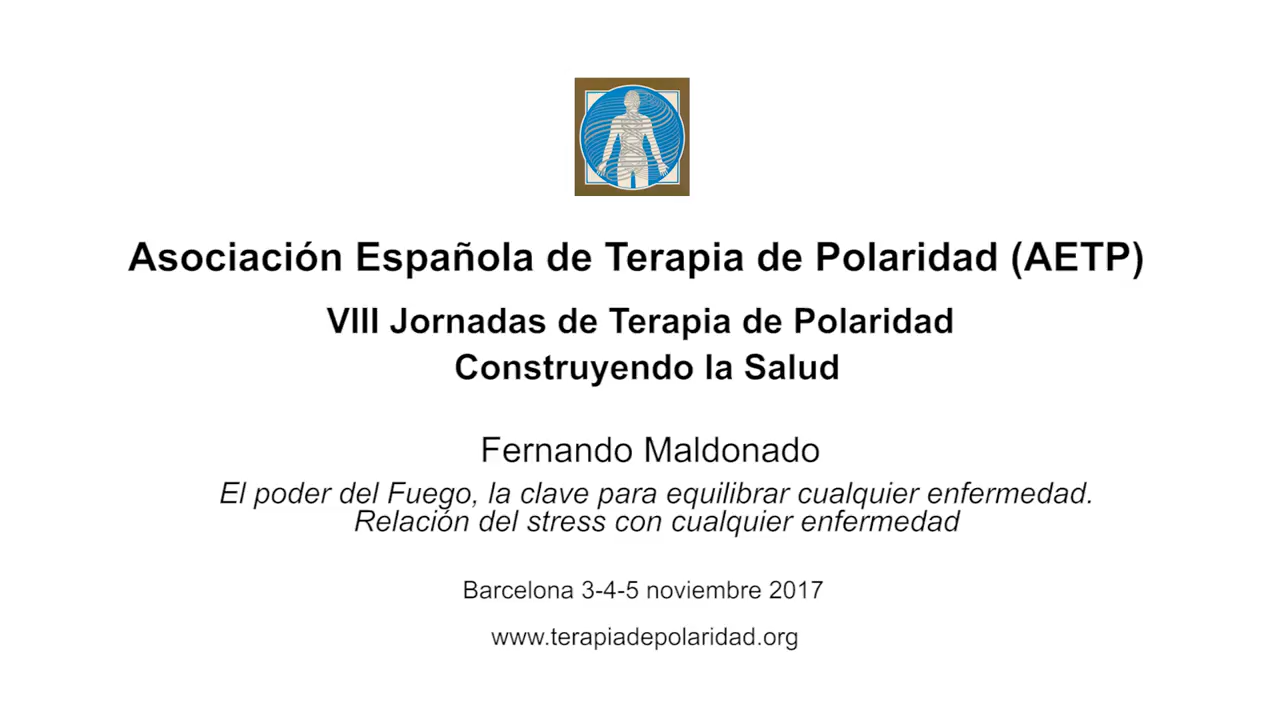 Asociación Española de Terapia de Polaridad (AETP)
VIII Jornadas de Terapia de Polaridad
Construyendo la Salud
Fernando Maldonado
El poder del Fuego, la clave para equilibrar cualquier enfermedad.
Relación del stress con cualquier enfermedad
Barcelona 3-4-5 noviembre 2017
www.terapiadepolaridad.org